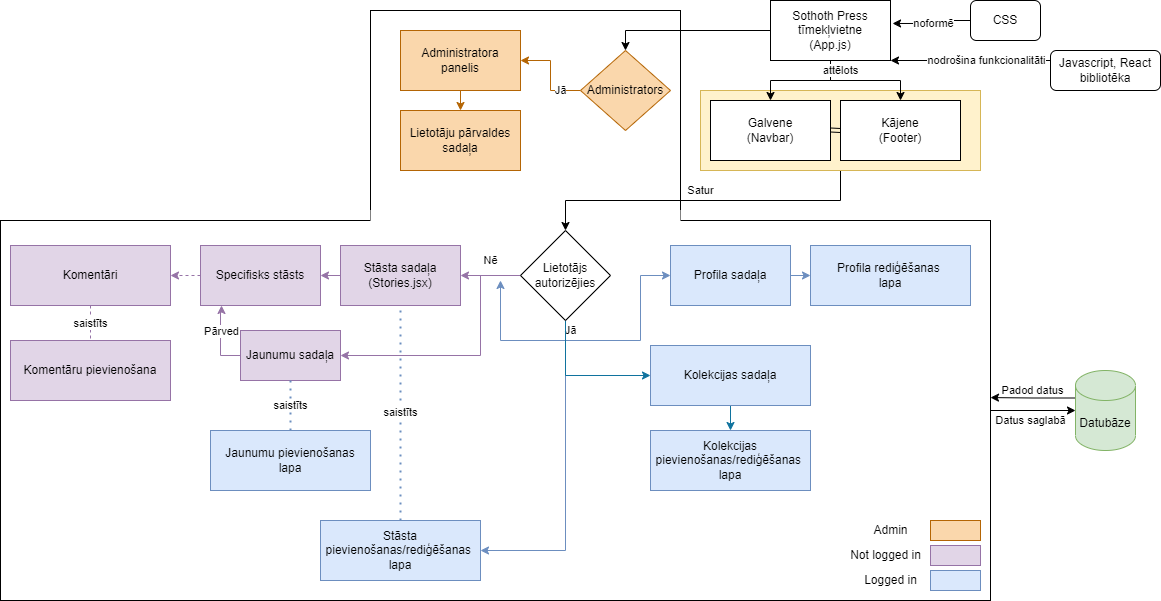 Sothoth Press
tīmekļvietne
(App.js)
noformē
CSS
nodrošina funkcionalitāti
Javascript, React
bibliotēka
attēlots
Administratora
panelis
Jā
Administrators
Lietotāju pārvaldes
sadaļa
Galvene
(Navbar)
Kājene
(Footer)
Satur
Komentāri
Specifisks stāsts
Stāsta sadaļa
(Stories.jsx)
Nē
Lietotājs
autorizējies
Profila sadaļa
Profila rediģēšanas
lapa
saistīts
Pārved
Jā
Komentāru pievienošana
Jaunumu sadaļa
Kolekcijas sadaļa
saistīts
saistīts
Padod datus
Datus saglabā
Datubāze
Jaunumu pievienošanas
lapa
Kolekcijas
pievienošanas/rediģēšanas
lapa
Stāsta
pievienošanas/rediģēšanas
lapa
Admin
Not logged in
Logged in